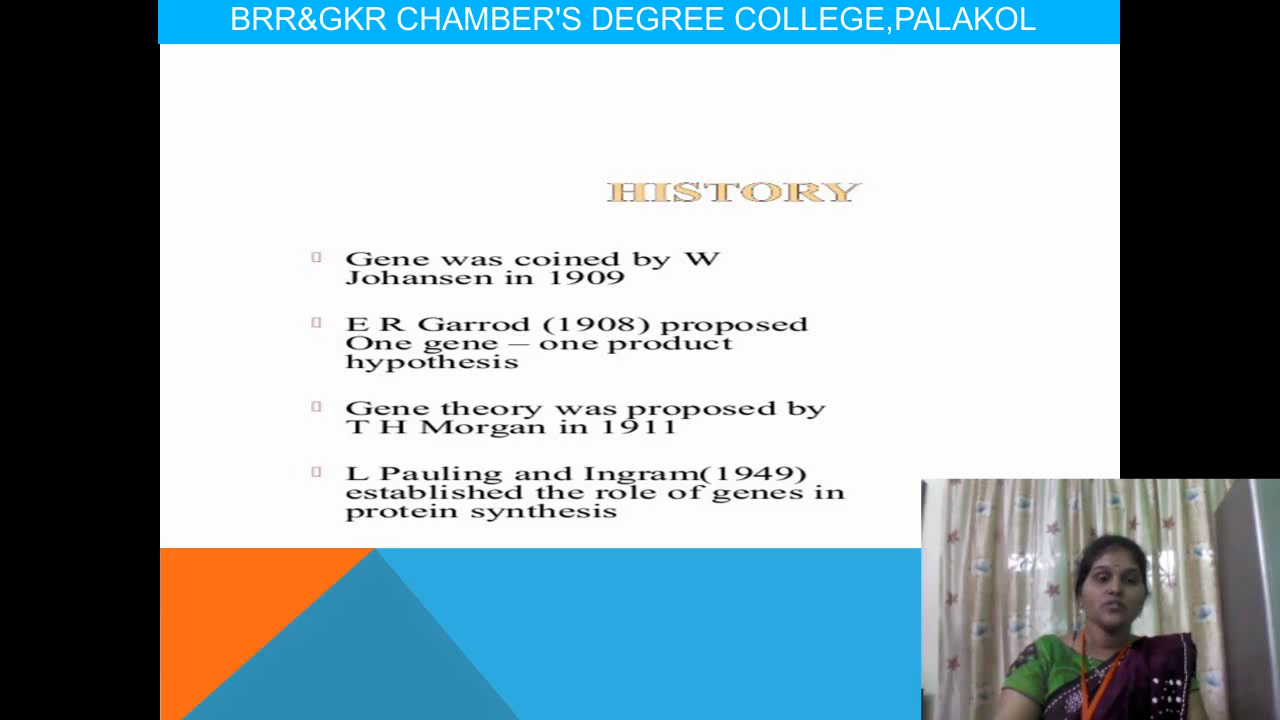 BRR&GKR CHAMBER'S DEGREE COLLEGE,PALAKOL
HISTORY
Gene was coined by W
Johansen in 1909
E R Garrod (1908) proposed
One gene – one product
hypothesis
Gene theory was proposed by
T H Morgan in 1911
L Pauling and Ingram(1949)
established the role of genes in
protein synthesis